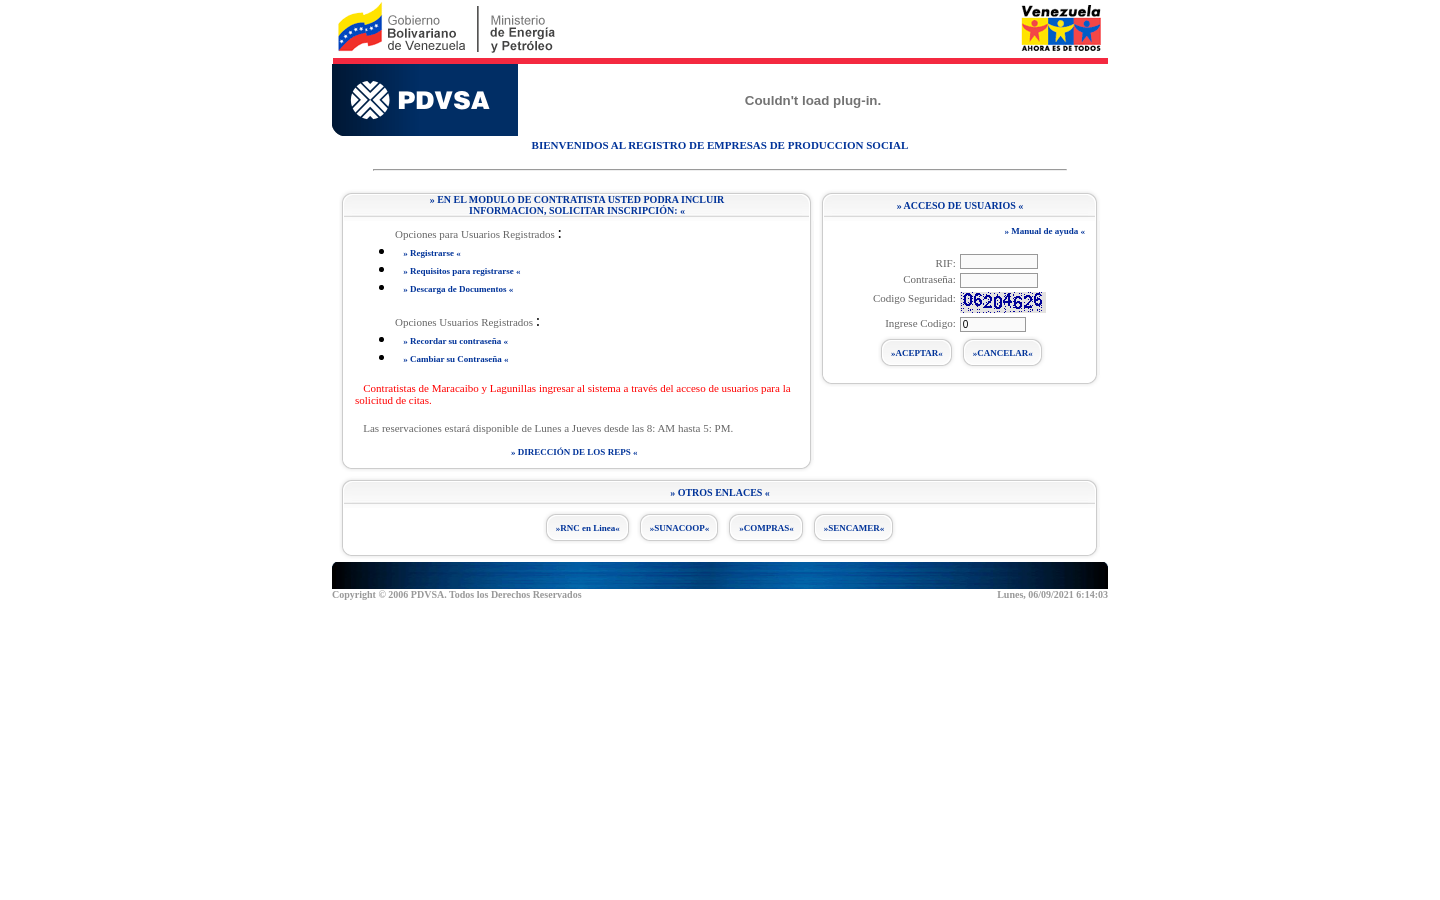 Gobierno
Bolivariano
de Venezuela
Ministerio
de Energía
y Petróleo
Venezuela
AHORA ES DE TODOS
PDVSA
Couldn't load plug-in.
BIENVENIDOS AL REGISTRO DE EMPRESAS DE PRODUCCION SOCIAL
» EN EL MODULO DE CONTRATISTA USTED PODRA INCLUIR
INFORMACION, SOLICITAR INSCRIPCIÓN: «
Opciones para Usuarios Registrados :
» Registrarse «
» Requisitos para registrarse «
» Descarga de Documentos «
Opciones Usuarios Registrados :
» Recordar su contraseña «
» Cambiar su Contraseña «
Contratistas de Maracaibo y Lagunillas ingresar al sistema a través del acceso de usuarios para la
solicitud de citas.
Las reservaciones estará disponible de Lunes a Jueves desde las 8: AM hasta 5: PM.
» DIRECCIÓN DE LOS REPS «
» ACCESO DE USUARIOS «
» Manual de ayuda «
RIF:
Contraseña:
Codigo Seguridad: 06204626
Ingrese Codigo: 0
»ACEPTAR« »CANCELAR«
» OTROS ENLACES «
»RNC en Linea« »SUNACOOP« »COMPRAS« »SENCAMER«
Copyright © 2006 PDVSA. Todos los Derechos Reservados
Lunes, 06/09/2021 6:14:03